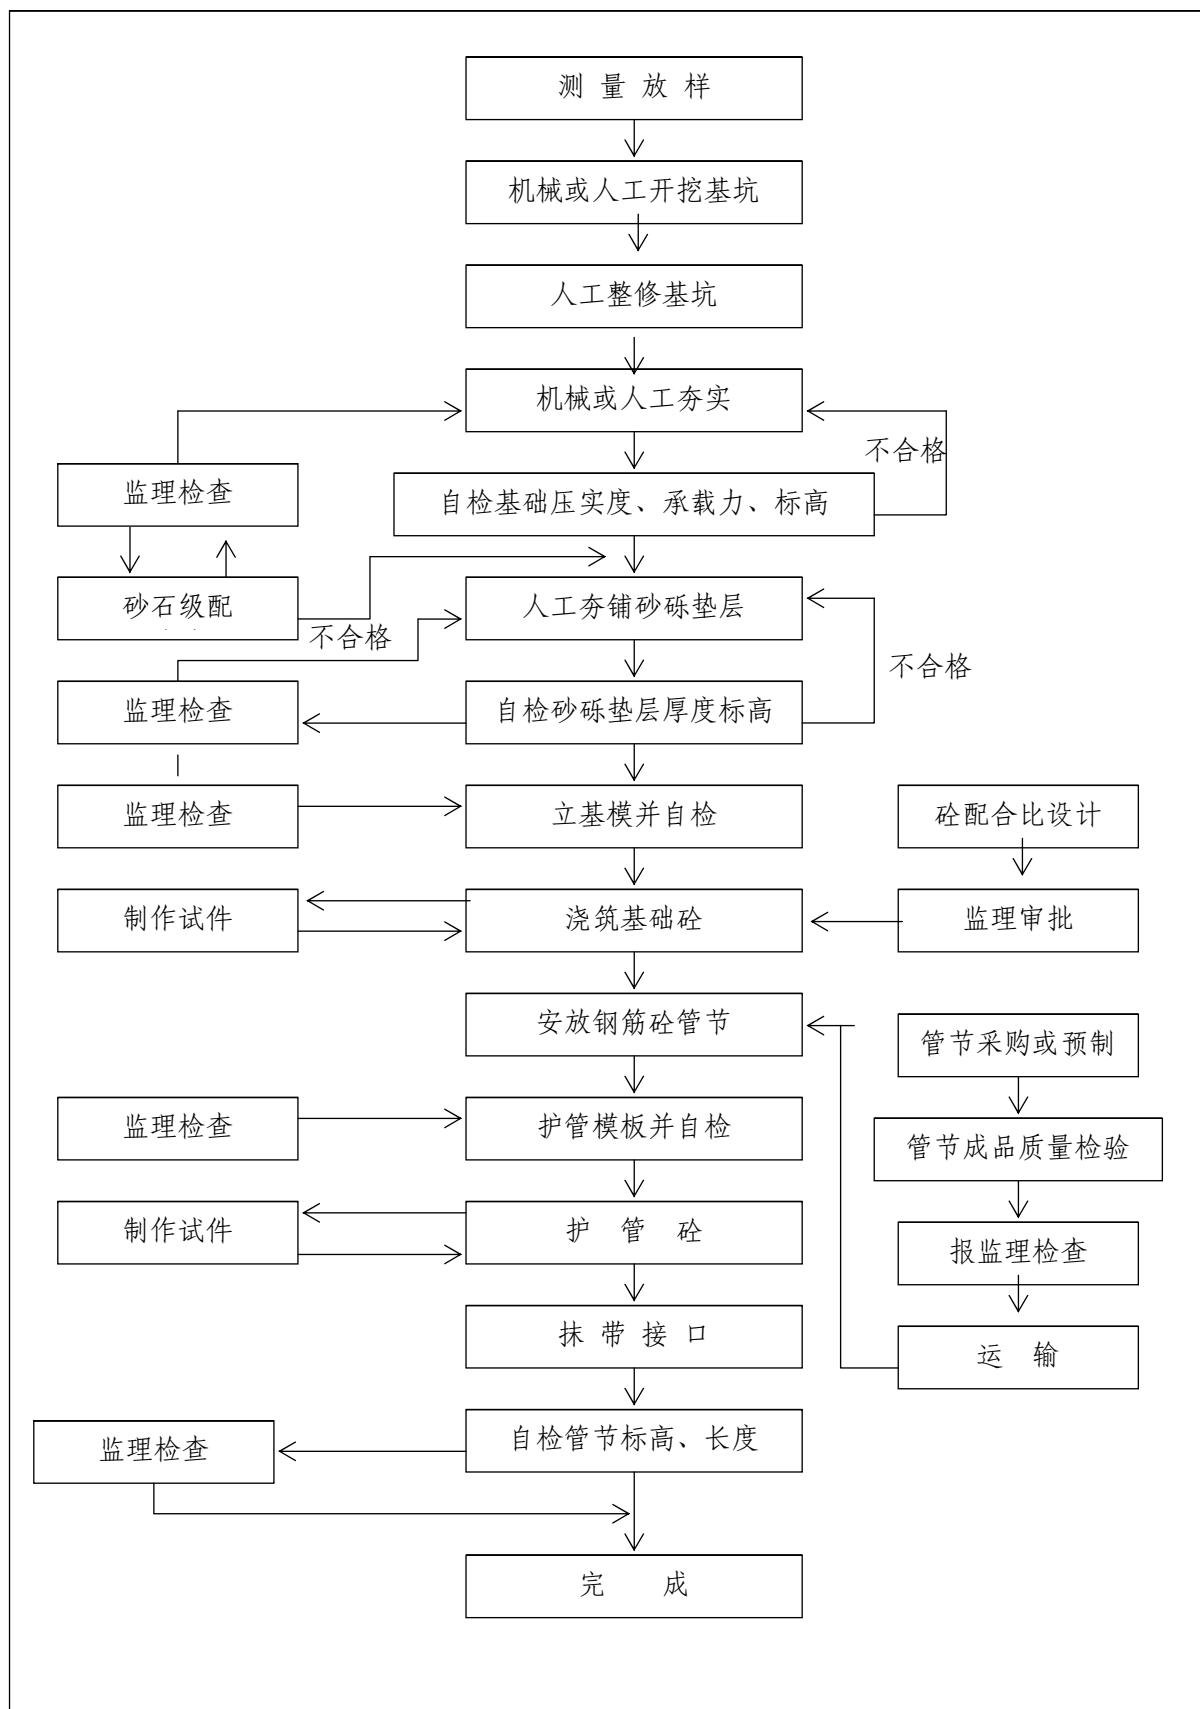 测 量 放 样
机械或人工开挖基坑
人工整修基坑
机械或人工夯实
不合格
监理检查
自检基础压实度、承载力、标高
砂石级配
人工夯铺砂砾垫层
不合格
不合格
监理检查
自检砂砾垫层厚度标高
监理检查
立基模并自检
砼配合比设计
制作试件
浇筑基础砼
监理审批
安放钢筋砼管节
管节采购或预制
监理检查
护管模板并自检
管节成品质量检验
制作试件
护 管 砼
报监理检查
抹 带 接 口
运 输
监理检查
自检管节标高、长度
完 成